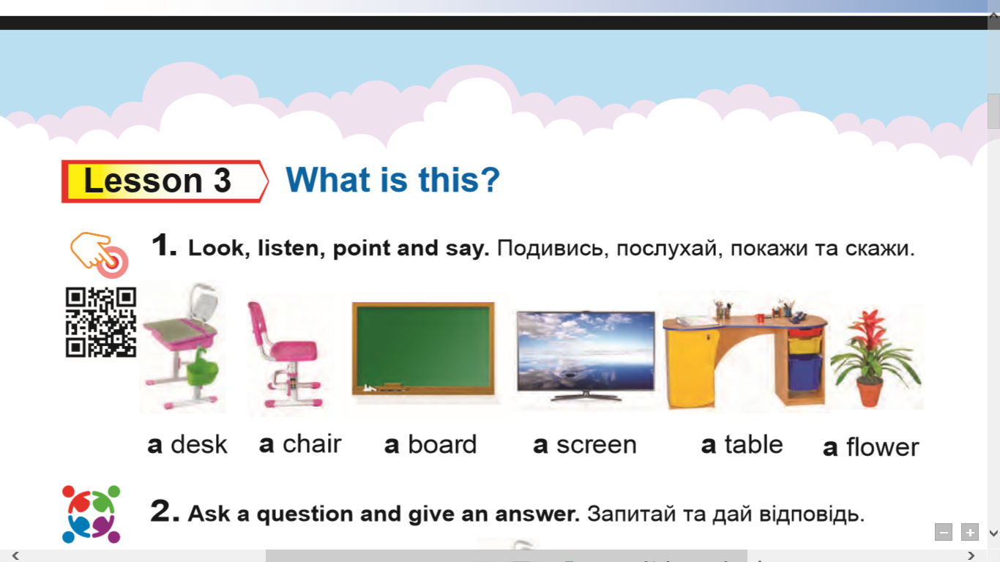 Lesson 3 What is this?
1. Look, listen, point and say. Подивись, послухай, покажи та скажи.
a desk a chair a board a screen a table a flower
2. Ask a question and give an answer. Запитай та дай відповідь.